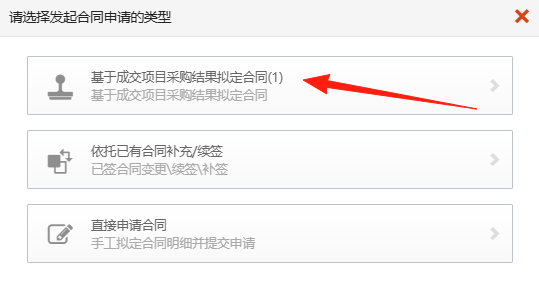 请选择发起合同申请的类型
基于成交项目采购结果拟定合同(1)
基于成交项目采购结果拟定合同
依托已有合同补充/续签
已签合同变更\续签\补签
直接申请合同
手工拟定合同明细并提交申请